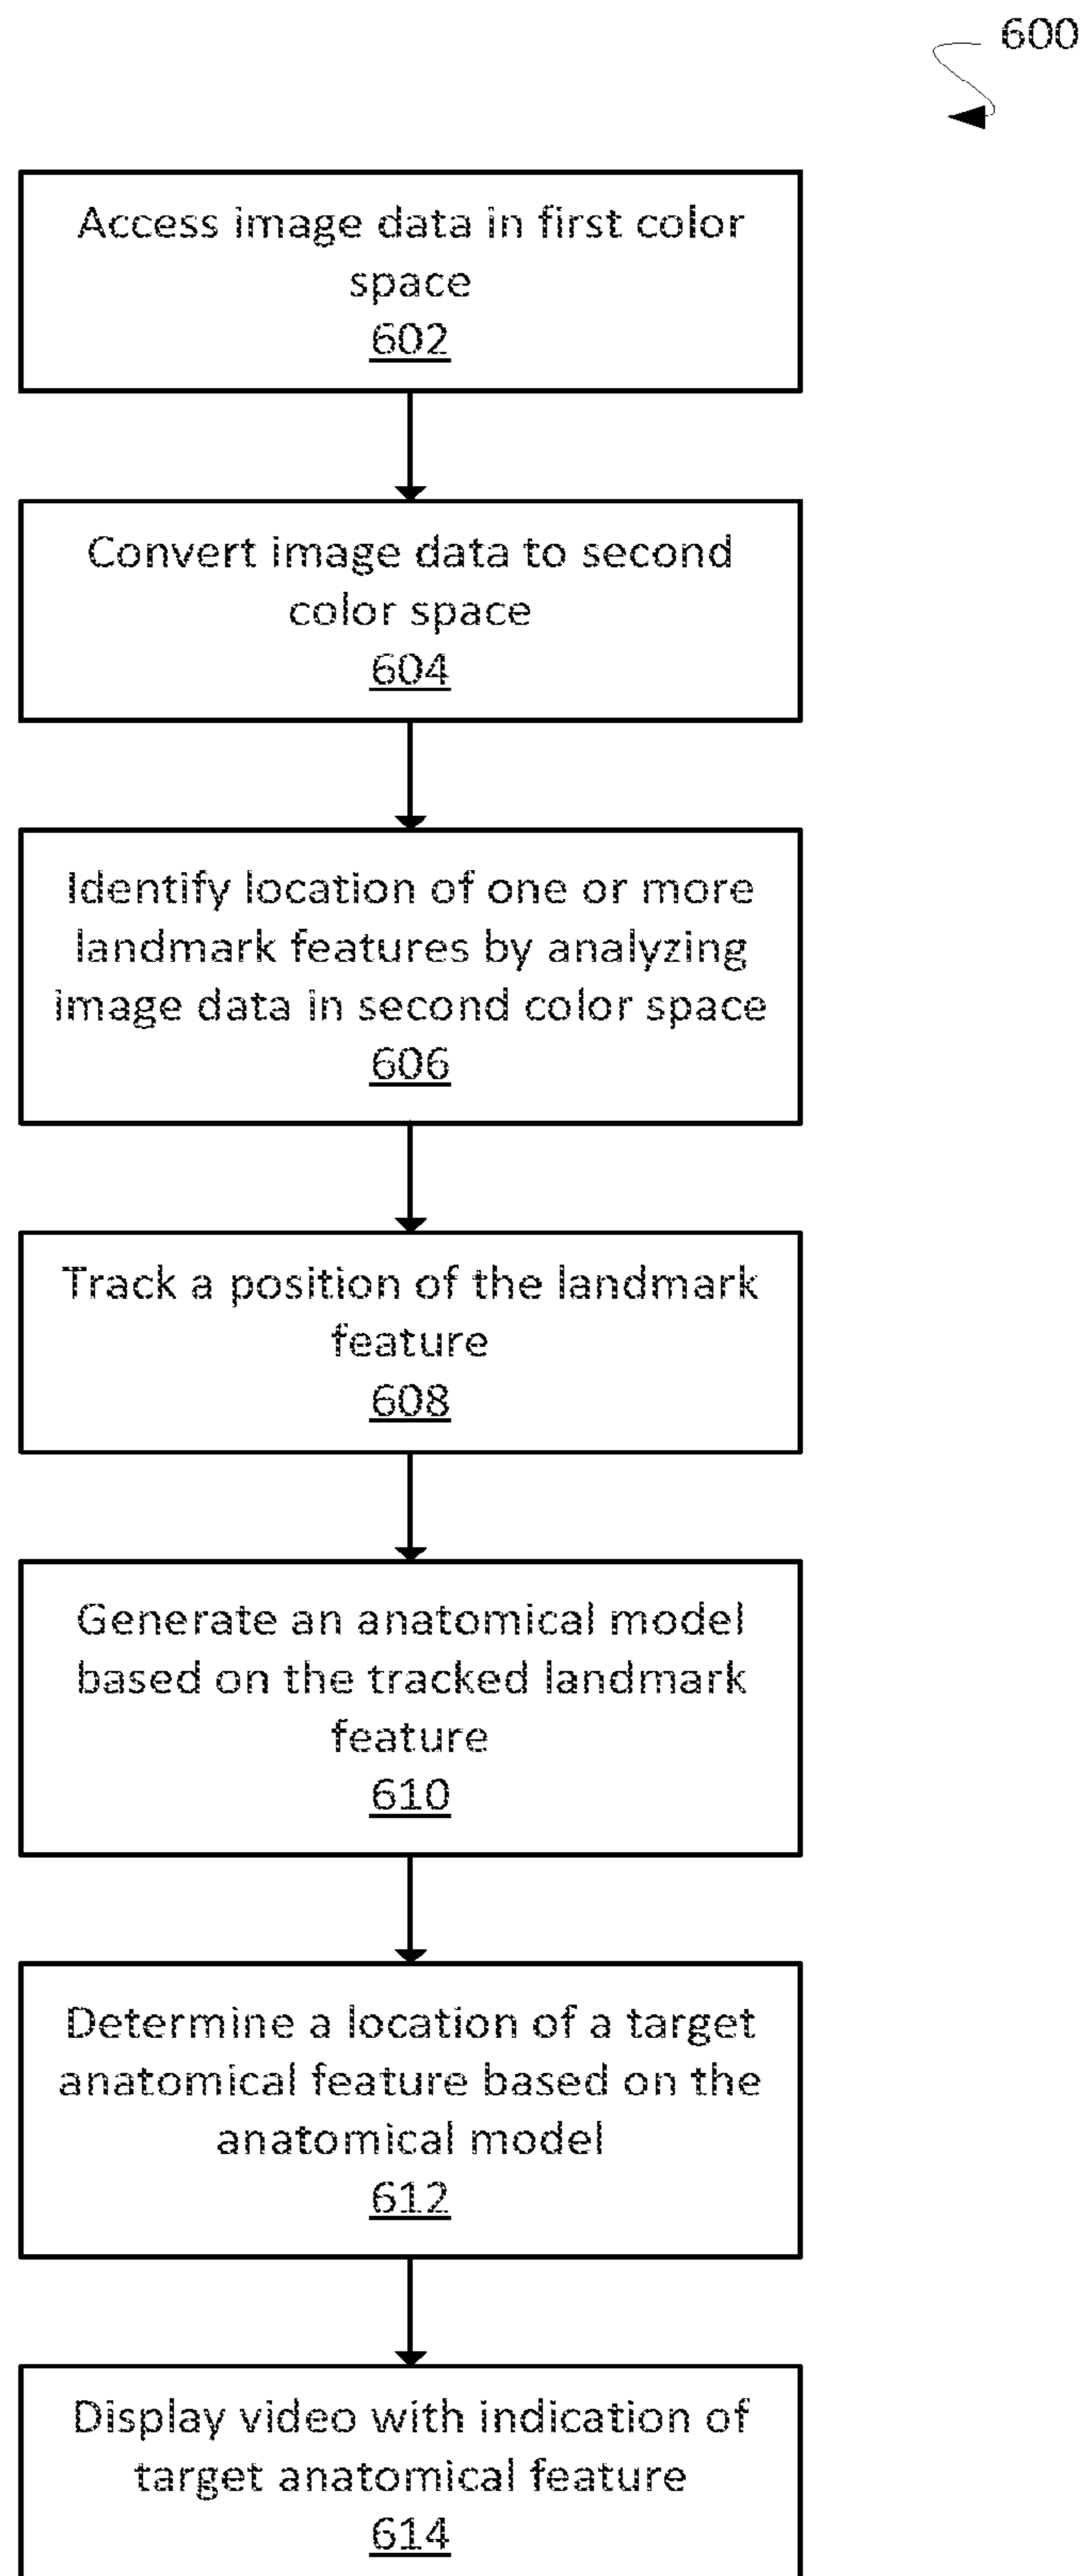 600
Access image data in first color
space
602
Convert image data to second
color space
604
Identify location of one or more
landmark features by analyzing
image data in second color space
606
Track a position of the landmark
feature
608
Generate an anatomical model
based on the tracked landmark
feature
610
Determine a location of a target
anatomical feature based on the
anatomical model
612
Display video with indication of
target anatomical feature
614